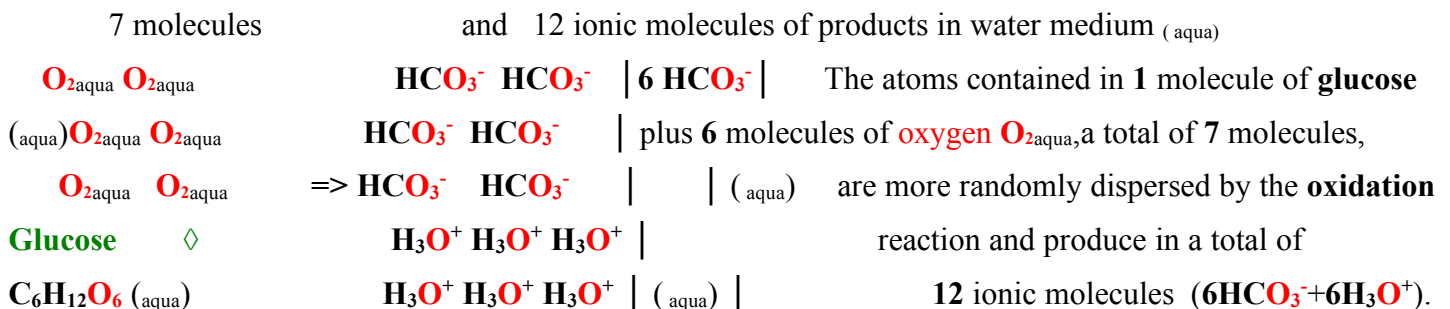 7 molecules and 12 ionic molecules of products in water medium ( aqua)
O₂aqua O₂aqua HCO₃⁻ HCO₃⁻ |6 HCO₃⁻| The atoms contained in 1 molecule of glucose
(aqua)O₂aqua O₂aqua HCO₃⁻ HCO₃⁻ | plus 6 molecules of oxygen O₂aqua,a total of 7 molecules,
O₂aqua O₂aqua => HCO₃⁻ HCO₃⁻ | | ( aqua) are more randomly dispersed by the oxidation
Glucose ◊ H₃O⁺ H₃O⁺ H₃O⁺ | reaction and produce in a total of
C₆H₁₂O₆ (aqua) H₃O⁺ H₃O⁺ H₃O⁺ | ( aqua) | 12 ionic molecules (6HCO₃⁻+6H₃O⁺).